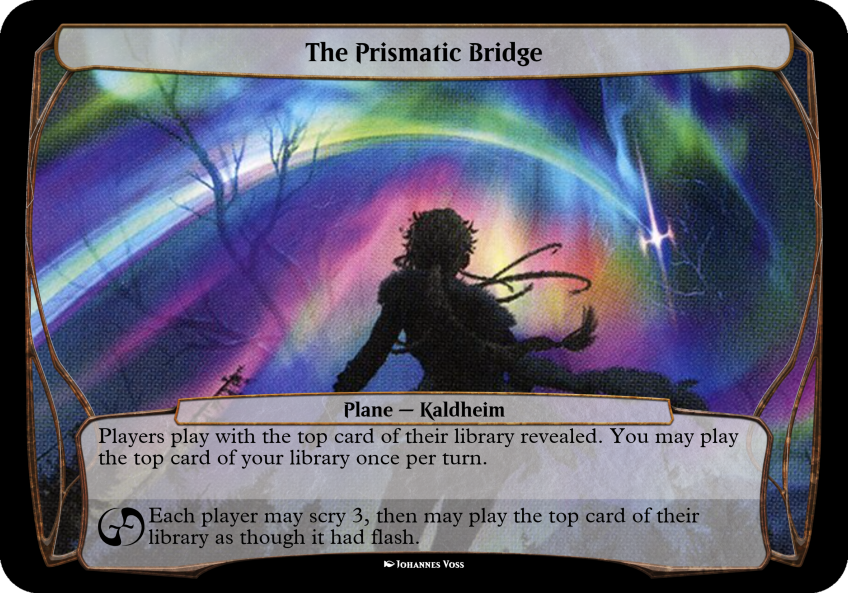 The Prismatic Bridge
Plane — Kaldheim
Players play with the top card of their library revealed. You may play
the top card of your library once per turn.
Each player may scry 3, then may play the top card of their
library as though it had flash.
Johannes Voss